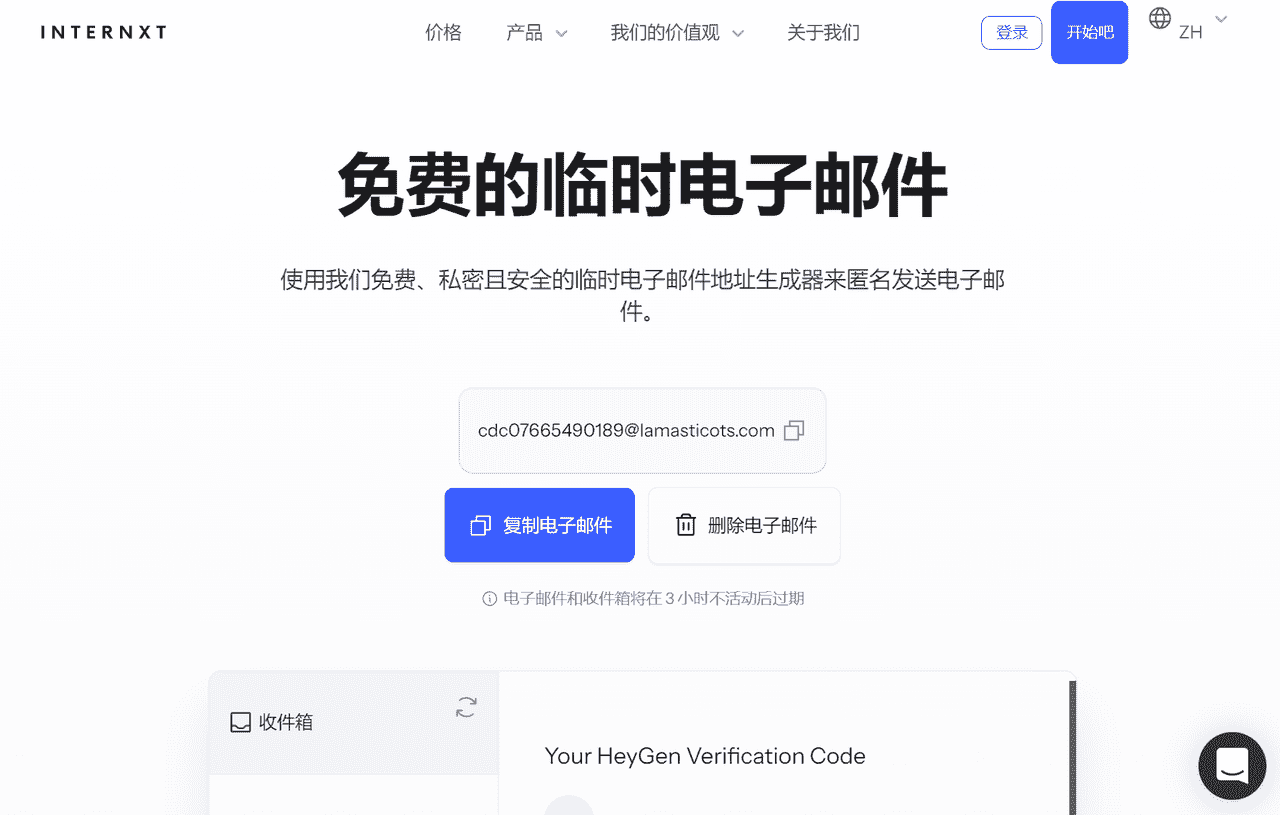 INTERNXT
价格
产品
我们的价值观
关于我们
登录
开始吧
ZH
免费的临时电子邮件
使用我们免费、私密且安全的临时电子邮件地址生成器来匿名发送电子邮
件。
cdc07665490189@lamasticots.com
复制电子邮件
删除电子邮件
电子邮件和收件箱将在 3 小时不活动后过期
收件箱
Your HeyGen Verification Code